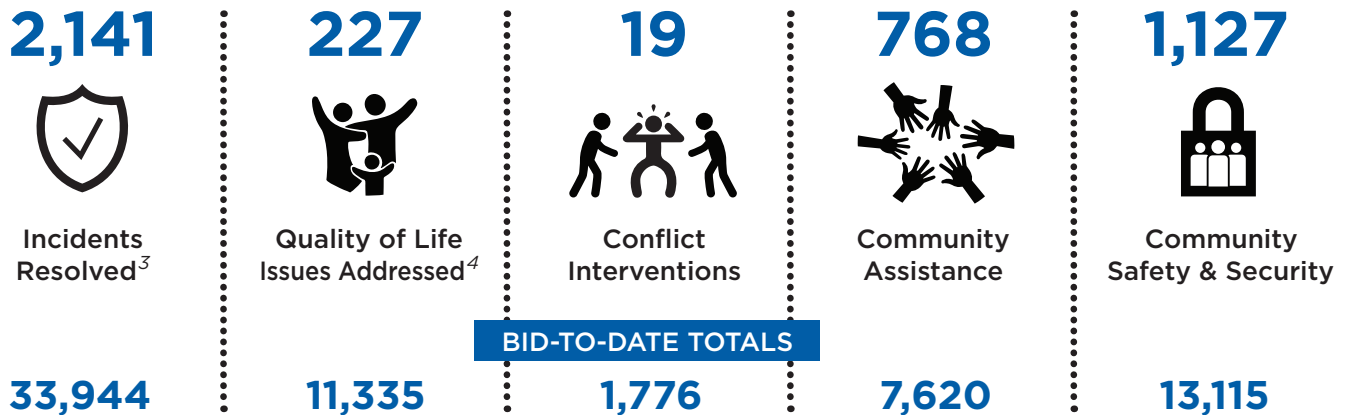 2,141
227
19
768
1,127
Incidents
Resolved3
Quality of Life
Issues Addressed4
Conflict
Interventions
Community
Assistance
Community
Safety & Security
BID-TO-DATE TOTALS
33,944
11,335
1,776
7,620
13,115